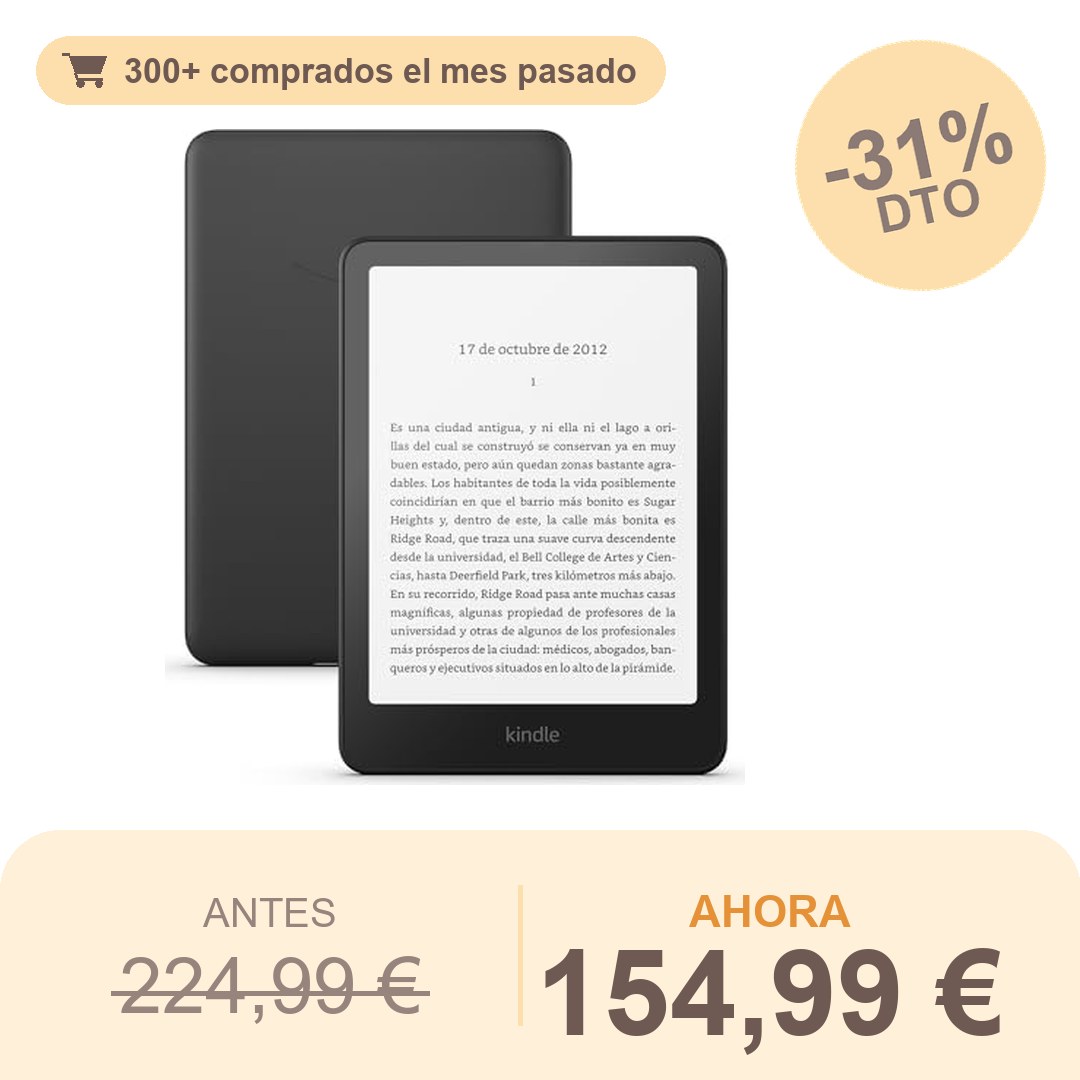 300+ comprados el mes pasado
-31%
DTO
17 de octubre de 2012
1
Es una ciudad antigua, y ni ella ni el lago a ori-
llas del cual se construyó se conservan ya en muy
buen estado, pero aún quedan zonas bastante agra-
dables. Los habitantes de toda la vida posiblemente
coincidirían en que el barrio más bonito es Sugar
Heights y, dentro de este, la calle más bonita es
Ridge Road, que traza una suave curva descendente
desde la universidad, el Bell College de Artes y Cien-
cias, hasta Deerfield Park, tres kilómetros más abajo.
En su recorrido, Ridge Road pasa ante muchas casas
magníficas, algunas propiedad de profesores de la
universidad y otras de algunos de los profesionales
más prósperos de la ciudad: médicos, abogados, ban-
queros y ejecutivos situados en lo alto de la pirámide.
kindle
ANTES
224,99 €
AHORA
154,99 €